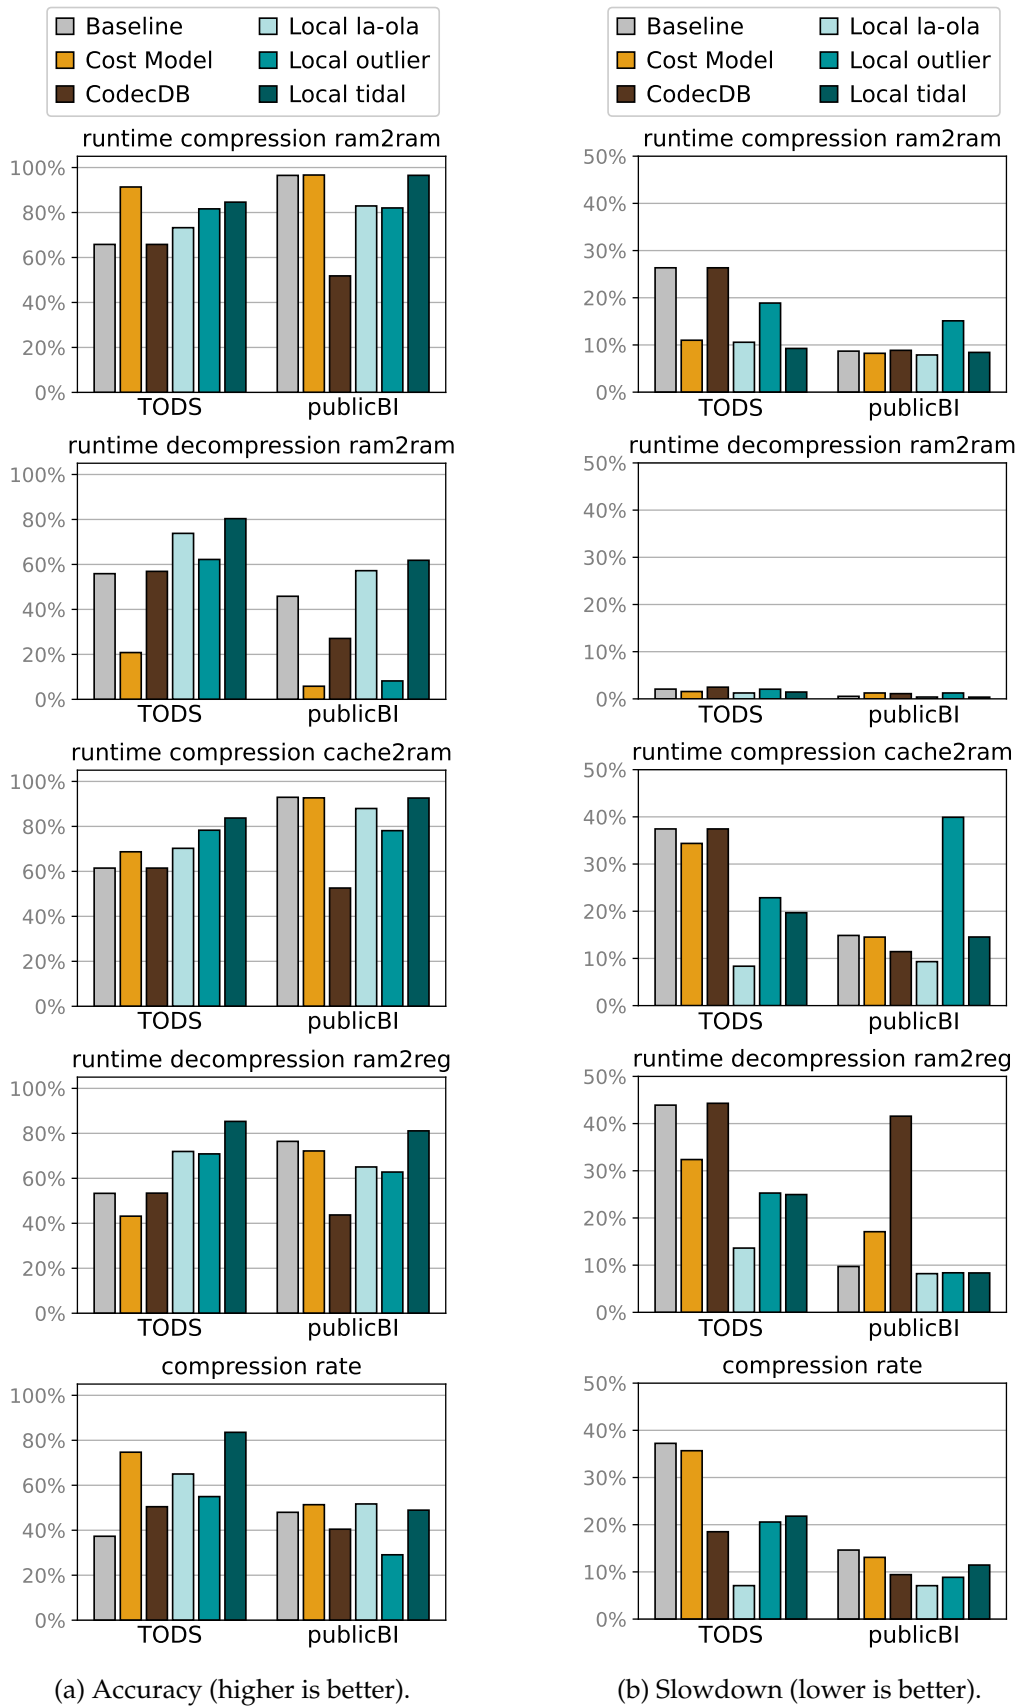 Baseline
Cost Model
CodecDB
Local la-ola
Local outlier
Local tidal
runtime compression ram2ram
100%
80%
60%
40%
20%
0%
TODS publicBI
runtime decompression ram2ram
100%
80%
60%
40%
20%
0%
TODS publicBI
runtime compression cache2ram
100%
80%
60%
40%
20%
0%
TODS publicBI
runtime decompression ram2reg
100%
80%
60%
40%
20%
0%
TODS publicBI
compression rate
100%
80%
60%
40%
20%
0%
TODS publicBI
(a) Accuracy (higher is better).
Baseline
Cost Model
CodecDB
Local la-ola
Local outlier
Local tidal
runtime compression ram2ram
50%
40%
30%
20%
10%
0%
TODS publicBI
runtime decompression ram2ram
50%
40%
30%
20%
10%
0%
TODS publicBI
runtime compression cache2ram
50%
40%
30%
20%
10%
0%
TODS publicBI
runtime decompression ram2reg
50%
40%
30%
20%
10%
0%
TODS publicBI
compression rate
50%
40%
30%
20%
10%
0%
TODS publicBI
(b) Slowdown (lower is better).